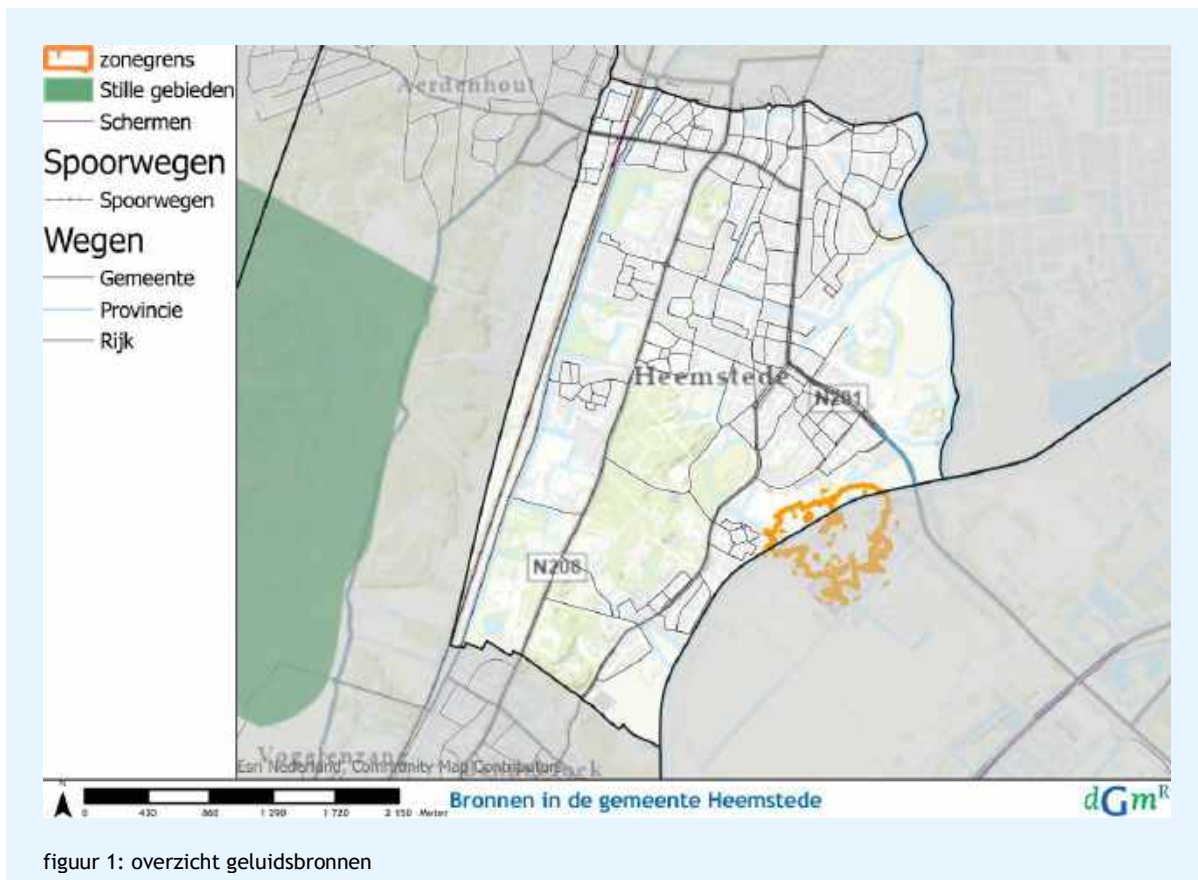 zonegrens
Stille gebieden
Schermen
Spoorwegen
Spoorwegen
Wegen
Gemeente
Provincie
Rijk
Aerdenhout
Heemstede
N201
N208
Vogelenzang
Esri Nederland, Community Map Contributors
N
0 430 860 1 290 1 720 2 150 Meter
Bronnen in de gemeente Heemstede
dGmR
figuur 1: overzicht geluidsbronnen